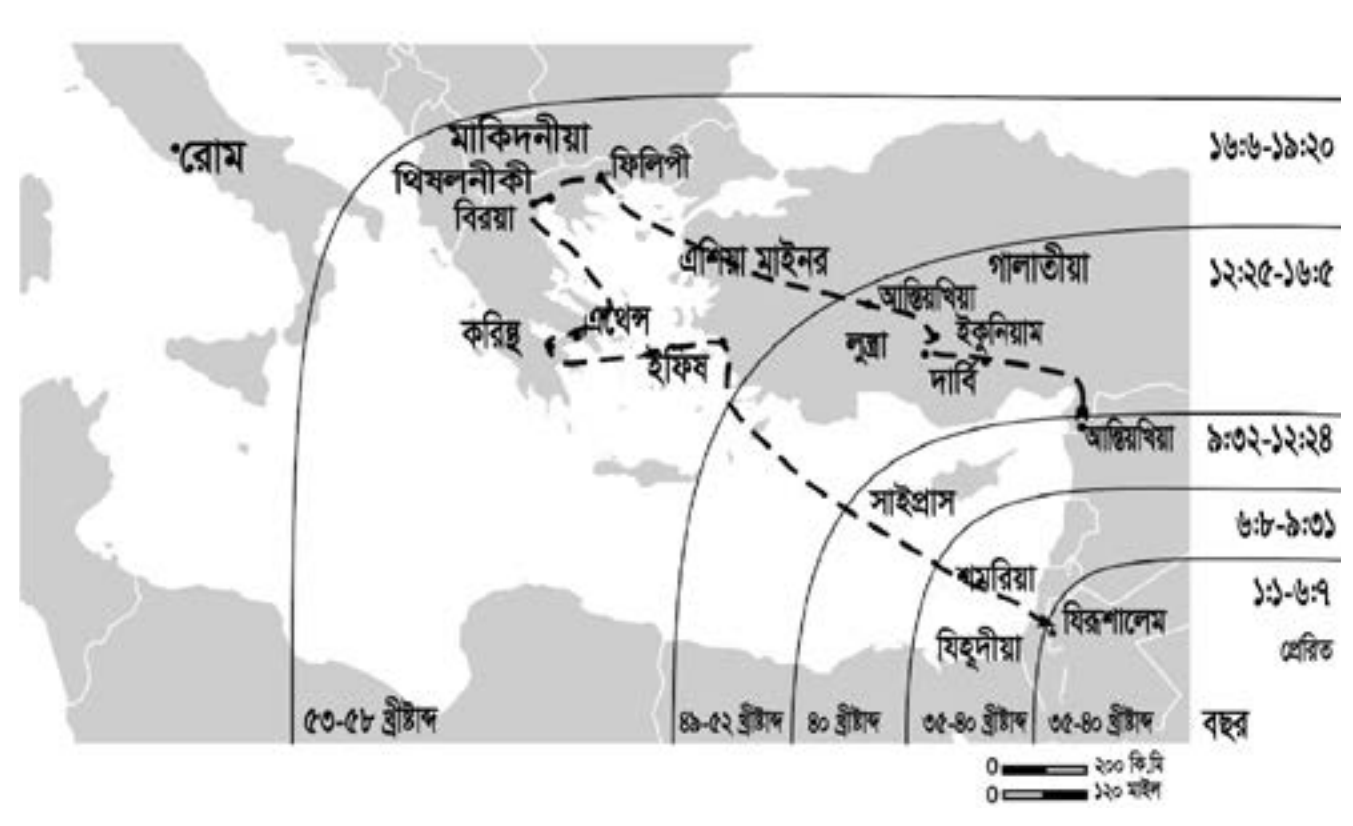 মাকিদনীয়া
১৬:৬-১৯:২০
রোম
থিষলনীকী
ফিলিপী
বিরয়া
এশিয়া মাইনর
গালাতীয়া
১২:২৫-১৬:৫
আন্তিয়খিয়া
করিন্থ
এথেন্স
লুস্ত্রা
ইকুনিয়াম
ইফিষ
দার্বি
আন্তিয়খিয়া
৯:৩২-১২:২৪
সাইপ্রাস
৬:৮-৯:৩১
শমরিয়া
১:১-৬:৭
যিরূশালেম
যিহূদীয়া
প্রেরিত
৫৩-৫৮ খ্রীষ্টাব্দ
৪৯-৫২ খ্রীষ্টাব্দ
৪০ খ্রীষ্টাব্দ
৩৫-৪০ খ্রীষ্টাব্দ
৩৫-৪০ খ্রীষ্টাব্দ
বছর
0 ২০০ কি.মি
0 ১২০ মাইল